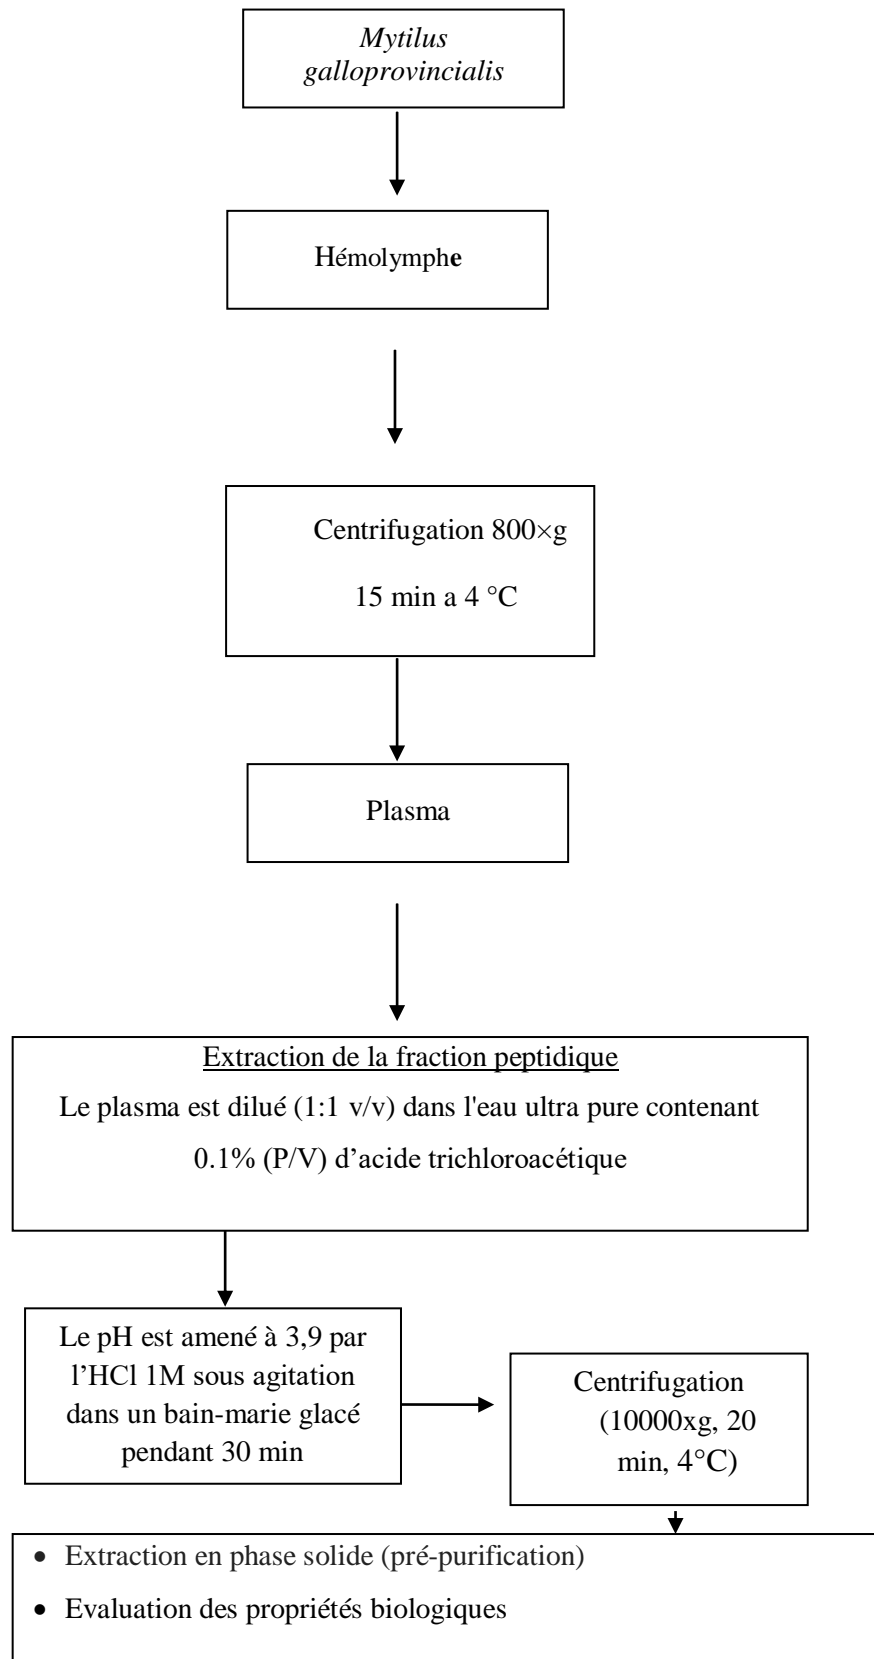 Mytilus
galloprovincialis
Hémolymphe
Centrifugation 800×g
15 min a 4 °C
Plasma
Extraction de la fraction peptidique
Le plasma est dilué (1:1 v/v) dans l'eau ultra pure contenant
0.1% (P/V) d’acide trichloroacétique
Le pH est amené à 3,9 par
l’HCl 1M sous agitation
dans un bain-marie glacé
pendant 30 min
Centrifugation
(10000xg, 20
min, 4°C)
• Extraction en phase solide (pré-purification)
• Evaluation des propriétés biologiques